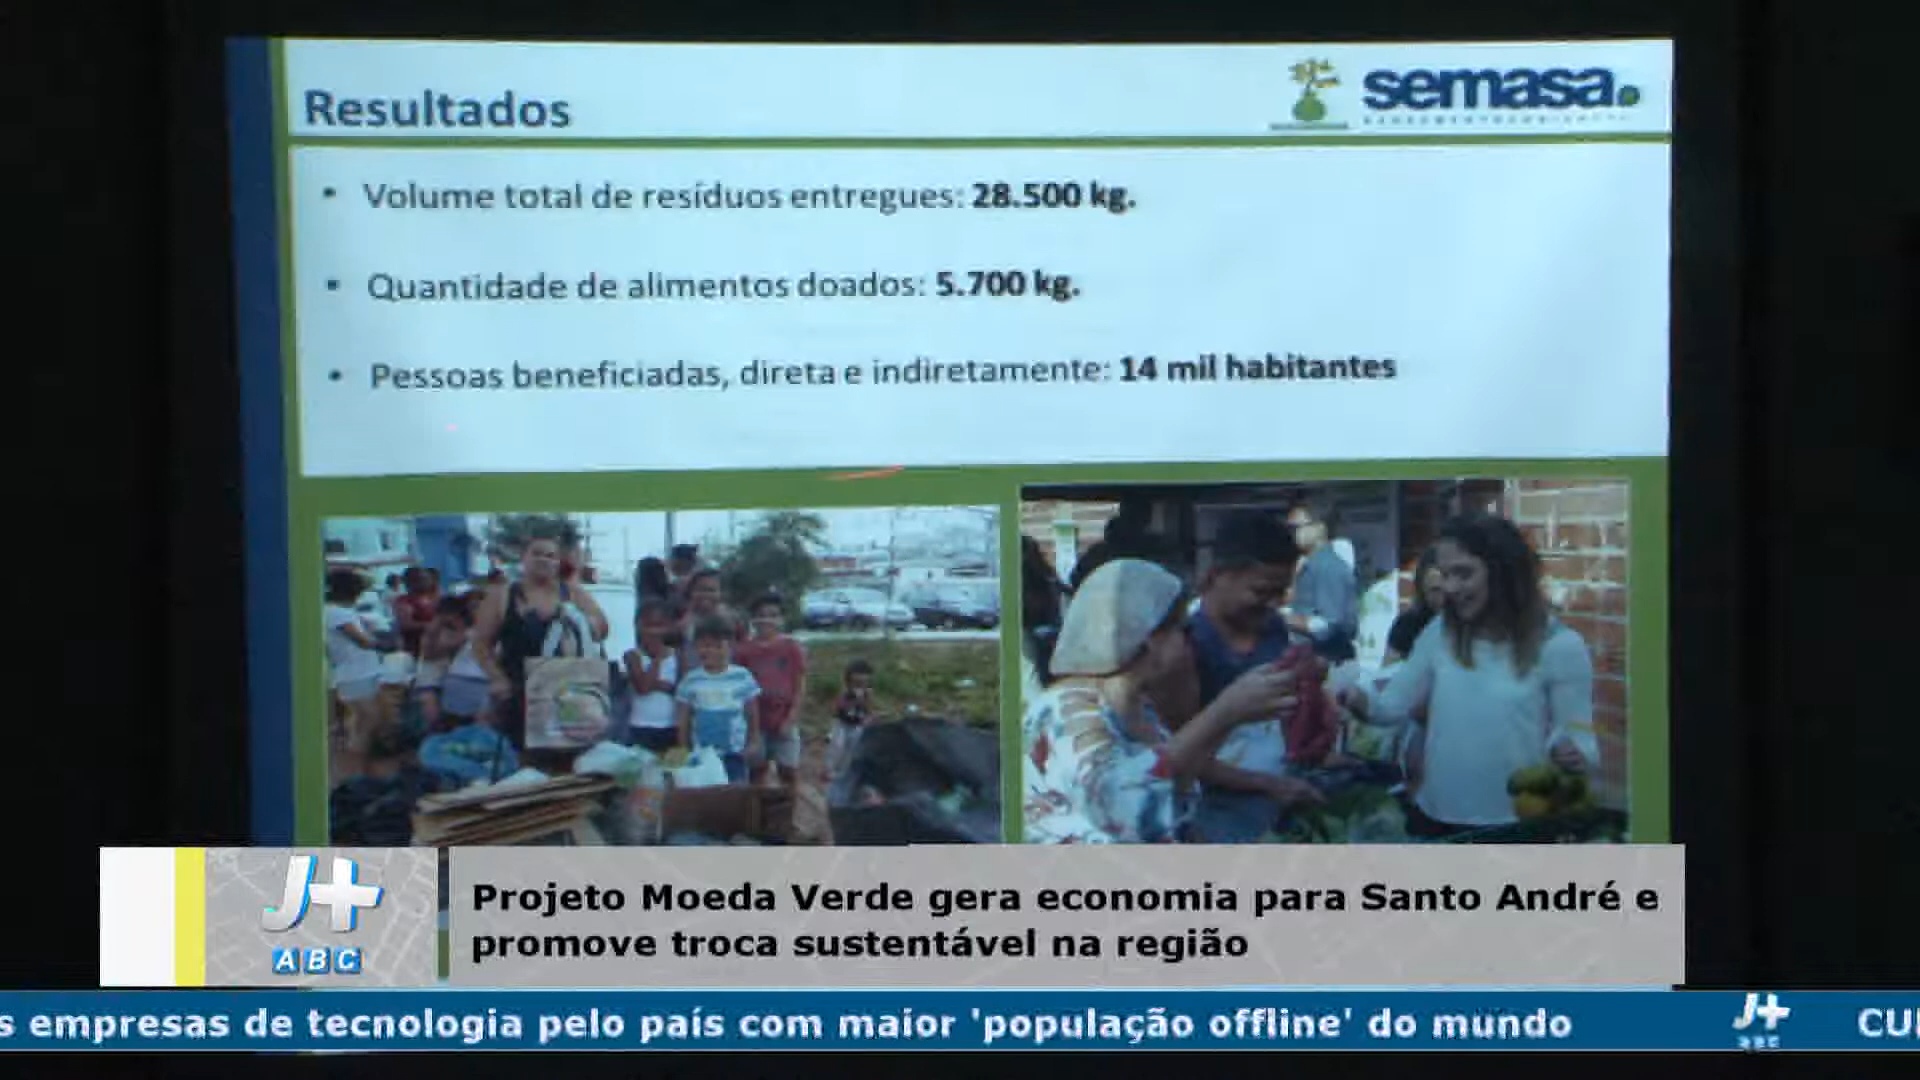 Resultados
semasa
• Volume total de resíduos entregues: 28.500 kg.
• Quantidade de alimentos doados: 5.700 kg.
• Pessoas beneficiadas, direta e indiretamente: 14 mil habitantes
J+
ABC
Projeto Moeda Verde gera economia para Santo André e
promove troca sustentável na região
s empresas de tecnologia pelo país com maior 'população offline' do mundo J+ ABC CU